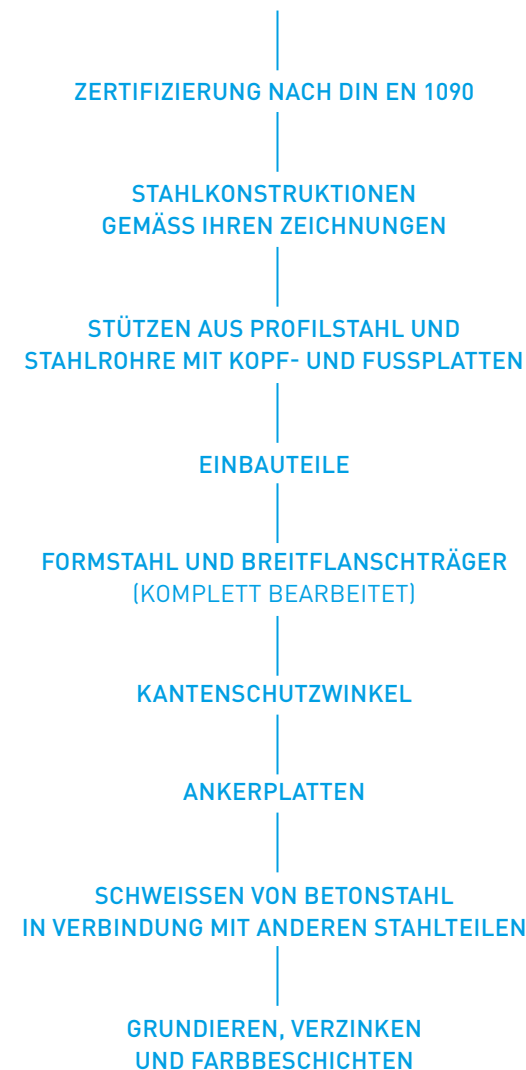 ZERTIFIZIERUNG NACH DIN EN 1090
STAHLKONSTRUKTIONEN
GEMÄSS IHREN ZEICHNUNGEN
STÜTZEN AUS PROFILSTAHL UND
STAHLROHRE MIT KOPF- UND FUSSPLATTEN
EINBAUTEILE
FORMSTAHL UND BREITFLANSCHTRÄGER
(KOMPLETT BEARBEITET)
KANTENSCHUTZWINKEL
ANKERPLATTEN
SCHWEISSEN VON BETONSTAHL
IN VERBINDUNG MIT ANDEREN STAHLTEILEN
GRUNDIEREN, VERZINKEN
UND FARBBESCHICHTEN